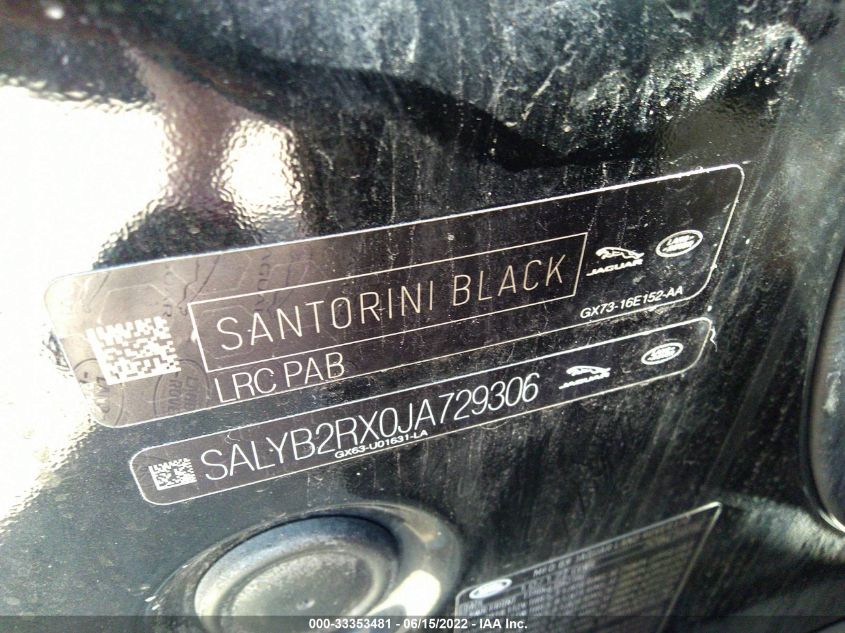 SANTORINI BLACK
JAGUAR
LAND-ROVER
LRC PAB
GX73-16E152-AA
SALYB2RX0JA729306
GX63-U01631-LA
000-33353481 - 06/15/2022 - IAA Inc.